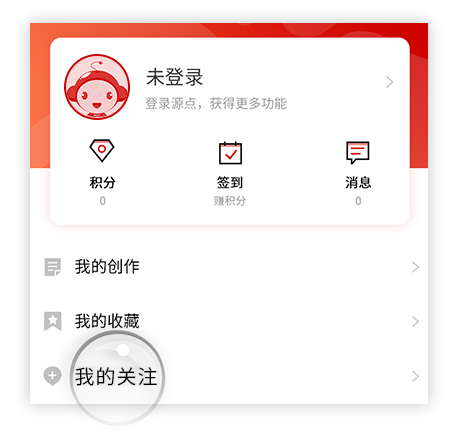 未登录
登录源点，获得更多功能
积分
签到
消息
0
赚积分
0
我的创作
我的收藏
我的关注